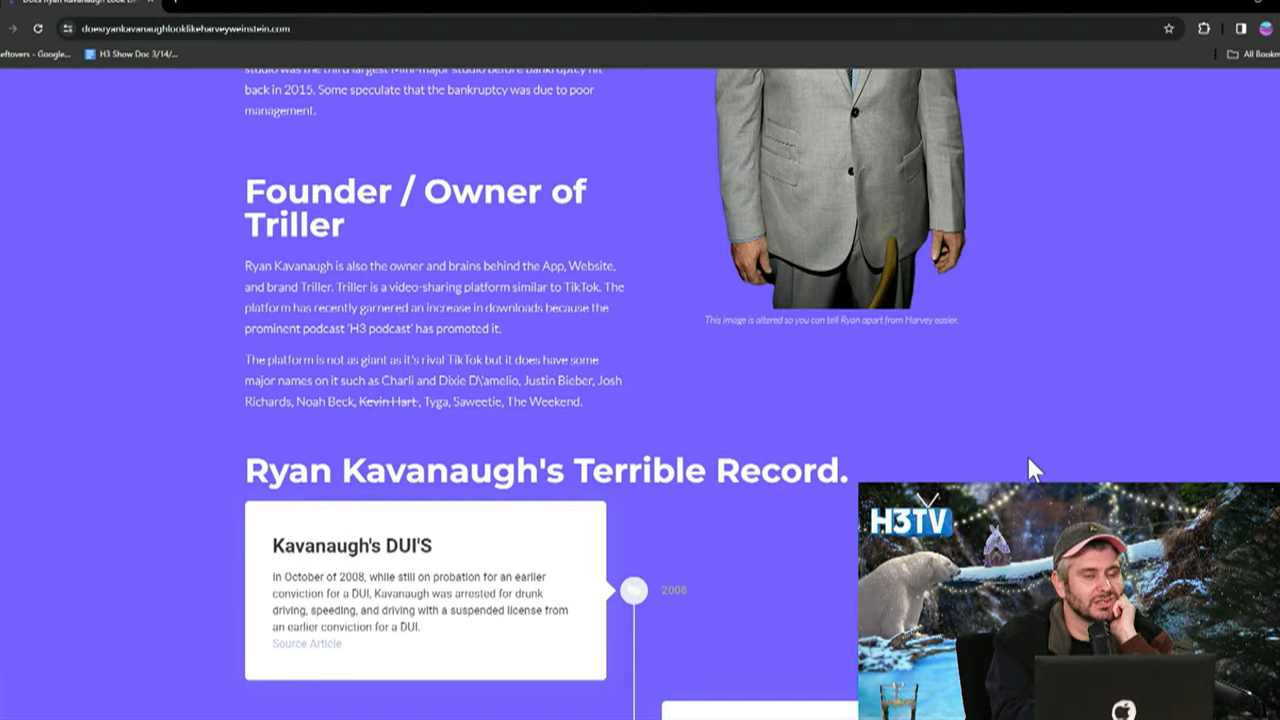 doesryankavanaughlooklikeharveyweinstein.com
eftovers - Google...
H3 Show Doc 3/14/...
All Bookm
studio was the third largest Mini-major studio before bankruptcy hit
back in 2015. Some speculate that the bankruptcy was due to poor
management.
Founder / Owner of
Triller
Ryan Kavanaugh is also the owner and brains behind the App, Website,
and brand Triller. Triller is a video-sharing platform similar to TikTok. The
platform has recently garnered an increase in downloads because the
prominent podcast 'H3 podcast' has promoted it.
The platform is not as giant as it's rival TikTok but it does have some
major names on it such as Charli and Dixie D\'amelio, Justin Bieber, Josh
Richards, Noah Beck, Kevin Hart , Tyga, Saweetie, The Weekend.
This image is altered so you can tell Ryan apart from Harvey easier.
Ryan Kavanaugh's Terrible Record.
Kavanaugh's DUI'S
In October of 2008, while still on probation for an earlier
conviction for a DUI, Kavanaugh was arrested for drunk
driving, speeding, and driving with a suspended license from
an earlier conviction for a DUI.
Source Article
2008
H3TV